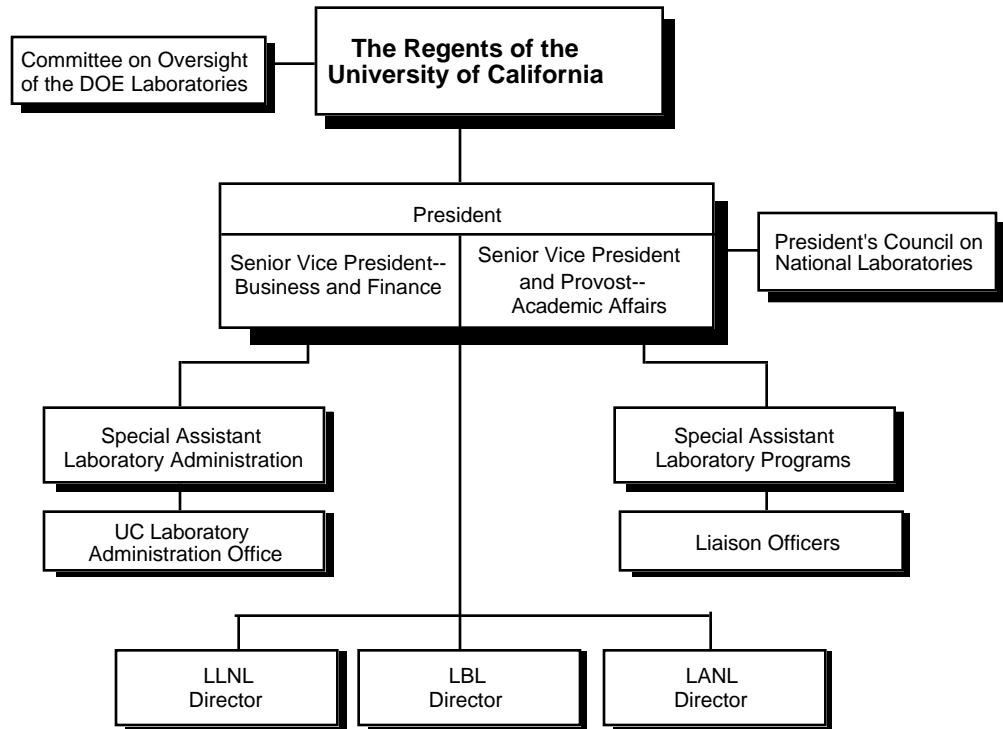 Committee on Oversight
of the DOE Laboratories
The Regents of the
University of California
President
Senior Vice President--
Business and Finance
Senior Vice President
and Provost--
Academic Affairs
President's Council on
National Laboratories
Special Assistant
Laboratory Administration
Special Assistant
Laboratory Programs
UC Laboratory
Administration Office
Liaison Officers
LLNL
Director
LBL
Director
LANL
Director